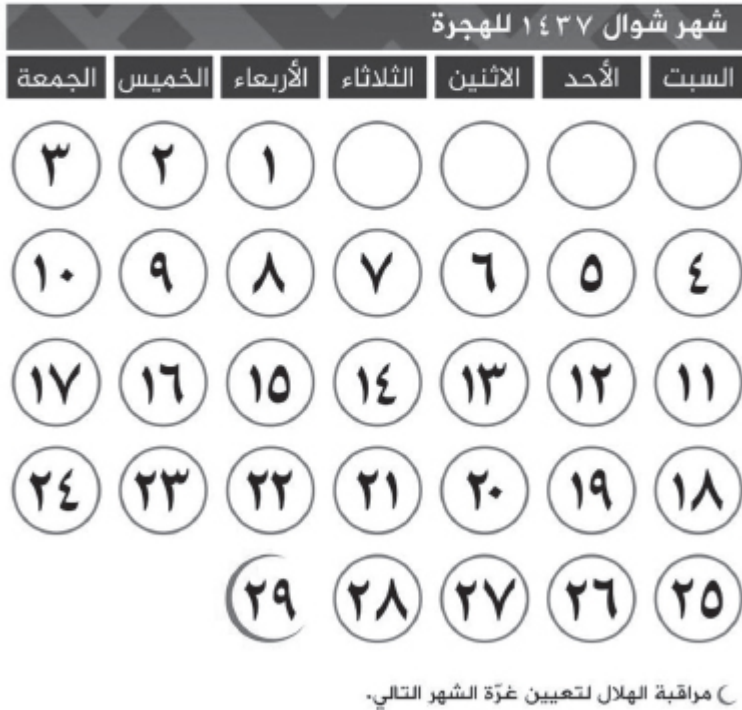 شهر شوال ١٤٣٧ للهجرة
السبت الأحد الاثنين الثلاثاء الأربعاء الخميس الجمعة
١ ٢ ٣
٤ ٥ ٦ ٧ ٨ ٩ ١٠
١١ ١٢ ١٣ ١٤ ١٥ ١٦ ١٧
١٨ ١٩ ٢٠ ٢١ ٢٢ ٢٣ ٢٤
٢٥ ٢٦ ٢٧ ٢٨ ٢٩
مراقبة الهلال لتعيين غرّة الشهر التالي.